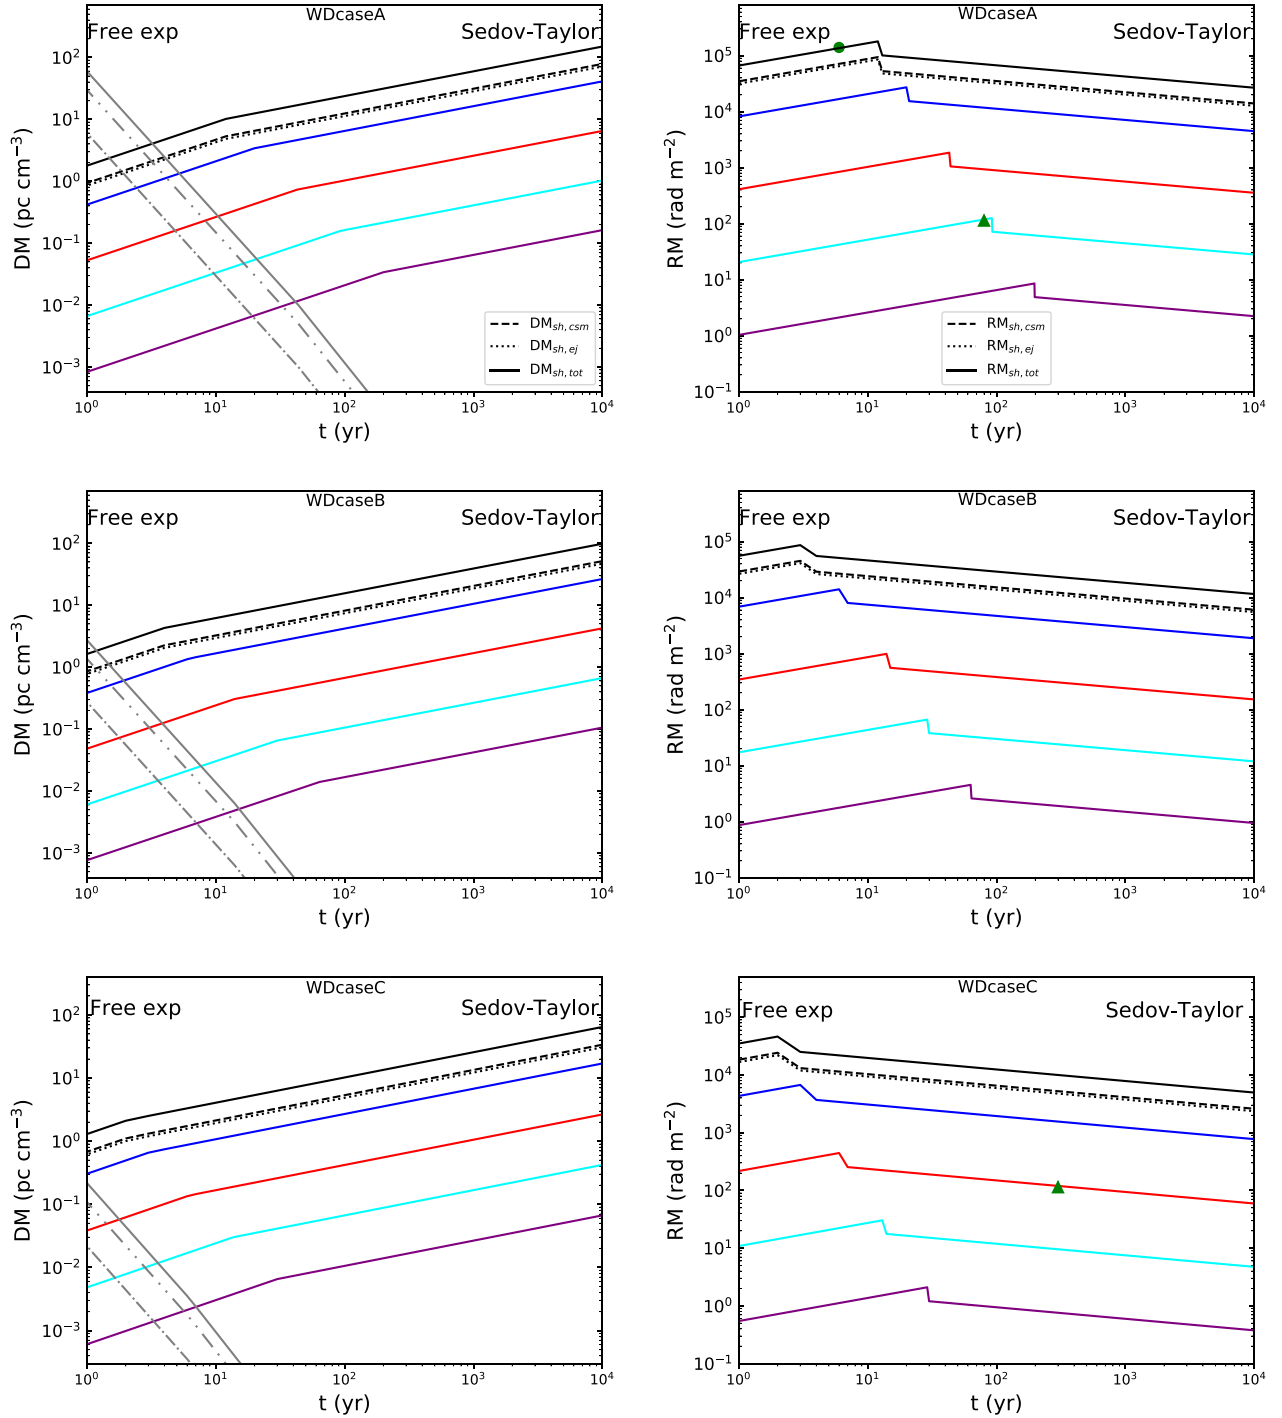 WDcaseA
Free exp Sedov-Taylor
10² 10¹ 10⁰ 10⁻¹ 10⁻² 10⁻³
DM (pc cm⁻³)
DM_sh,csm
DM_sh,ej
DM_sh,tot
10⁰ 10¹ 10² 10³ 10⁴
t (yr)
WDcaseA
Free exp Sedov-Taylor
10⁵ 10⁴ 10³ 10² 10¹ 10⁰ 10⁻¹
RM (rad m⁻²)
RM_sh,csm
RM_sh,ej
RM_sh,tot
10⁰ 10¹ 10² 10³ 10⁴
t (yr)
WDcaseB
Free exp Sedov-Taylor
10² 10¹ 10⁰ 10⁻¹ 10⁻² 10⁻³
DM (pc cm⁻³)
10⁰ 10¹ 10² 10³ 10⁴
t (yr)
WDcaseB
Free exp Sedov-Taylor
10⁵ 10⁴ 10³ 10² 10¹ 10⁰ 10⁻¹
RM (rad m⁻²)
10⁰ 10¹ 10² 10³ 10⁴
t (yr)
WDcaseC
Free exp Sedov-Taylor
10² 10¹ 10⁰ 10⁻¹ 10⁻² 10⁻³
DM (pc cm⁻³)
10⁰ 10¹ 10² 10³ 10⁴
t (yr)
WDcaseC
Free exp Sedov-Taylor
10⁵ 10⁴ 10³ 10² 10¹ 10⁰ 10⁻¹
RM (rad m⁻²)
10⁰ 10¹ 10² 10³ 10⁴
t (yr)